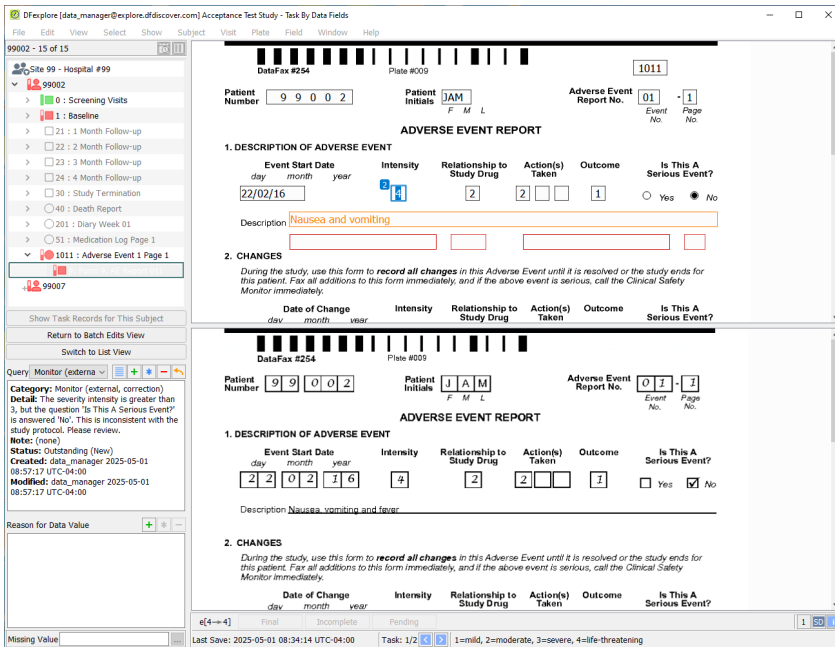 DFexplore [data_manager@explore.dfdiscover.com] Acceptance Test Study - Task By Data Fields
File Edit View Select Show Subject Visit Plate Field Window Help
99002 - 15 of 15
Site 99 - Hospital #99
99002
0 : Screening Visits
1 : Baseline
21 : 1 Month Follow-up
22 : 2 Month Follow-up
23 : 3 Month Follow-up
24 : 4 Month Follow-up
30 : Study Termination
40 : Death Report
201 : Diary Week 01
51 : Medication Log Page 1
1011 : Adverse Event 1 Page 1
99007
Show Task Records for This Subject
Return to Batch Edits View
Switch to List View
Query Monitor (externa
Category: Monitor (external, correction)
Detail: The severity intensity is greater than
3, but the question 'Is This A Serious Event?'
is answered 'No'. This is inconsistent with the
study protocol. Please review.
Note: (none)
Status: Outstanding (New)
Created: data_manager 2025-05-01
08:57:17 UTC-04:00
Modified: data_manager 2025-05-01
08:57:17 UTC-04:00
Reason for Data Value
Missing Value
DataFax #254 Plate #009 1011
Patient Number 99002 Patient Initials JAM Adverse Event Report No. 01 - 1
F M L Event No. Page No.
ADVERSE EVENT REPORT
1. DESCRIPTION OF ADVERSE EVENT
Event Start Date Intensity Relationship to Study Drug Action(s) Taken Outcome Is This A Serious Event?
day month year
22/02/16 2 4 2 2 1 Yes No
Description Nausea and vomiting
2. CHANGES
During the study, use this form to record all changes in this Adverse Event until it is resolved or the study ends for
this patient. Fax all additions to this form immediately, and if the above event is serious, call the Clinical Safety
Monitor immediately.
Date of Change Intensity Relationship to Study Drug Action(s) Taken Outcome Is This A Serious Event?
day month year
DataFax #254 Plate #009
Patient Number 99002 Patient Initials J A M Adverse Event Report No. 01 - 1
F M L Event No. Page No.
ADVERSE EVENT REPORT
1. DESCRIPTION OF ADVERSE EVENT
Event Start Date Intensity Relationship to Study Drug Action(s) Taken Outcome Is This A Serious Event?
day month year
22 02 16 4 2 2 1 Yes No
Description Nausea, vomiting and fever
2. CHANGES
During the study, use this form to record all changes in this Adverse Event until it is resolved or the study ends for
this patient. Fax all additions to this form immediately, and if the above event is serious, call the Clinical Safety
Monitor immediately.
Date of Change Intensity Relationship to Study Drug Action(s) Taken Outcome Is This A Serious Event?
day month year
e[4→4] Final Incomplete Pending 1 SD
Last Save: 2025-05-01 08:34:14 UTC-04:00 Task: 1/2 1=mild, 2=moderate, 3=severe, 4=life-threatening